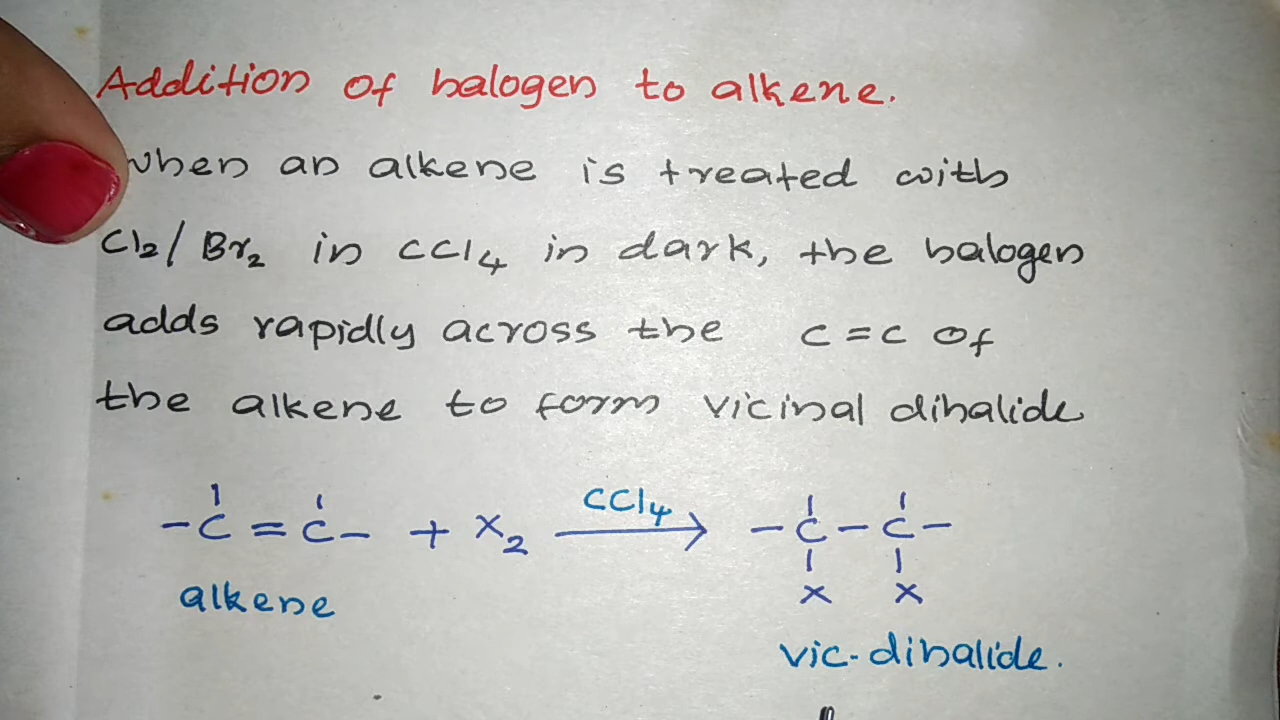 Addition of halogen to alkene.
When an alkene is treated with
Cl2/Br2 in CCl4 in dark, the halogen
adds rapidly across the C=C of
the alkene to form vicinal dihalide
-C=C- + X2 CCl4 → -C-C-
X X
alkene
vic-dihalide.